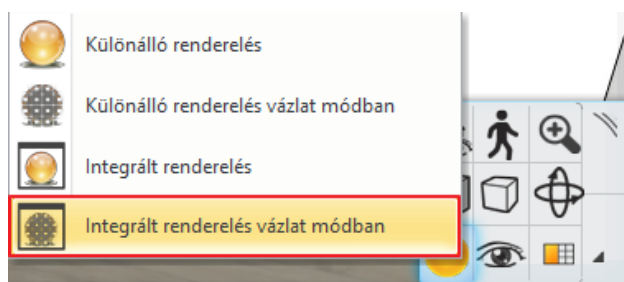 Különálló renderelés
Különálló renderelés vázlat módban
Integrált renderelés
Integrált renderelés vázlat módban